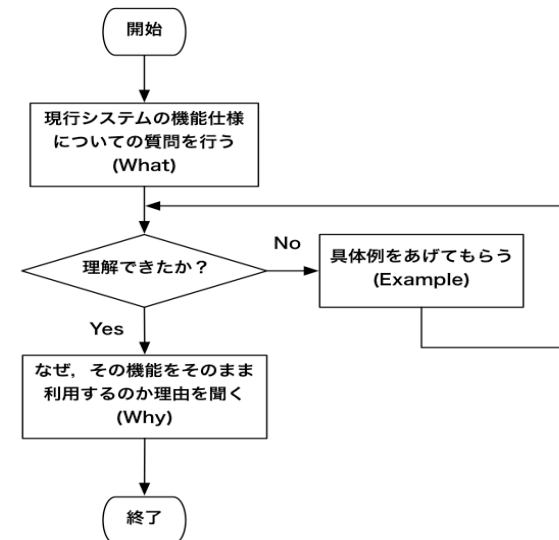 開始
現行システムの機能仕様
についての質問を行う
(What)
理解できたか？
No
具体例をあげてもらう
(Example)
Yes
なぜ，その機能をそのまま
利用するのか理由を聞く
(Why)
終了